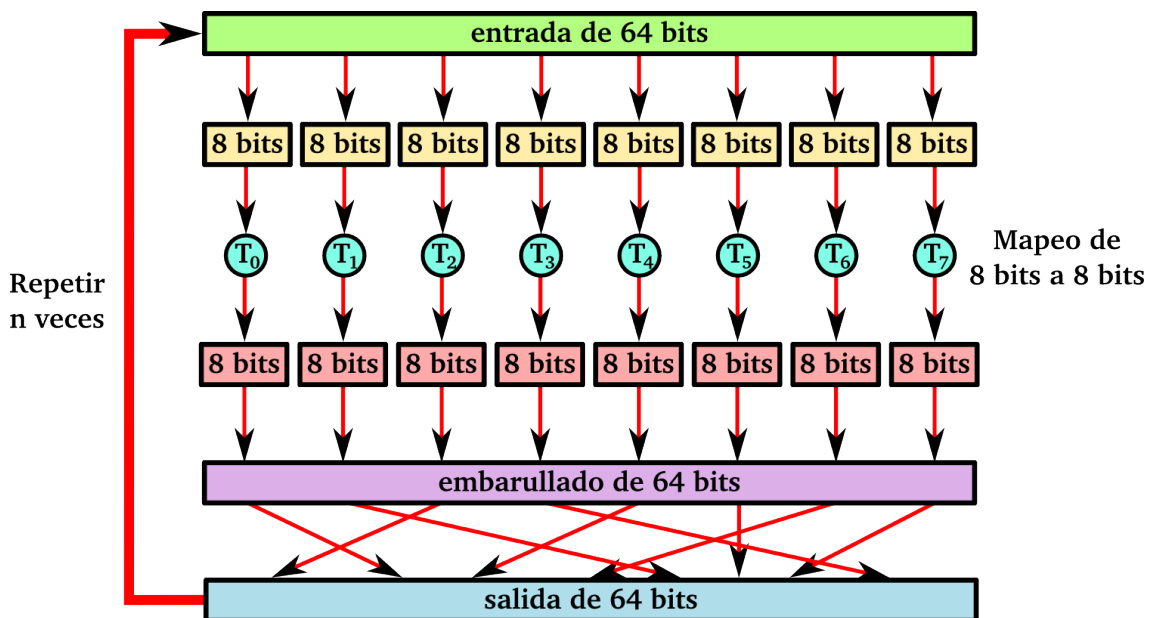 entrada de 64 bits
8 bits 8 bits 8 bits 8 bits 8 bits 8 bits 8 bits 8 bits
T0 T1 T2 T3 T4 T5 T6 T7
Mapeo de
8 bits a 8 bits
Repetir
n veces
8 bits 8 bits 8 bits 8 bits 8 bits 8 bits 8 bits 8 bits
embarullado de 64 bits
salida de 64 bits